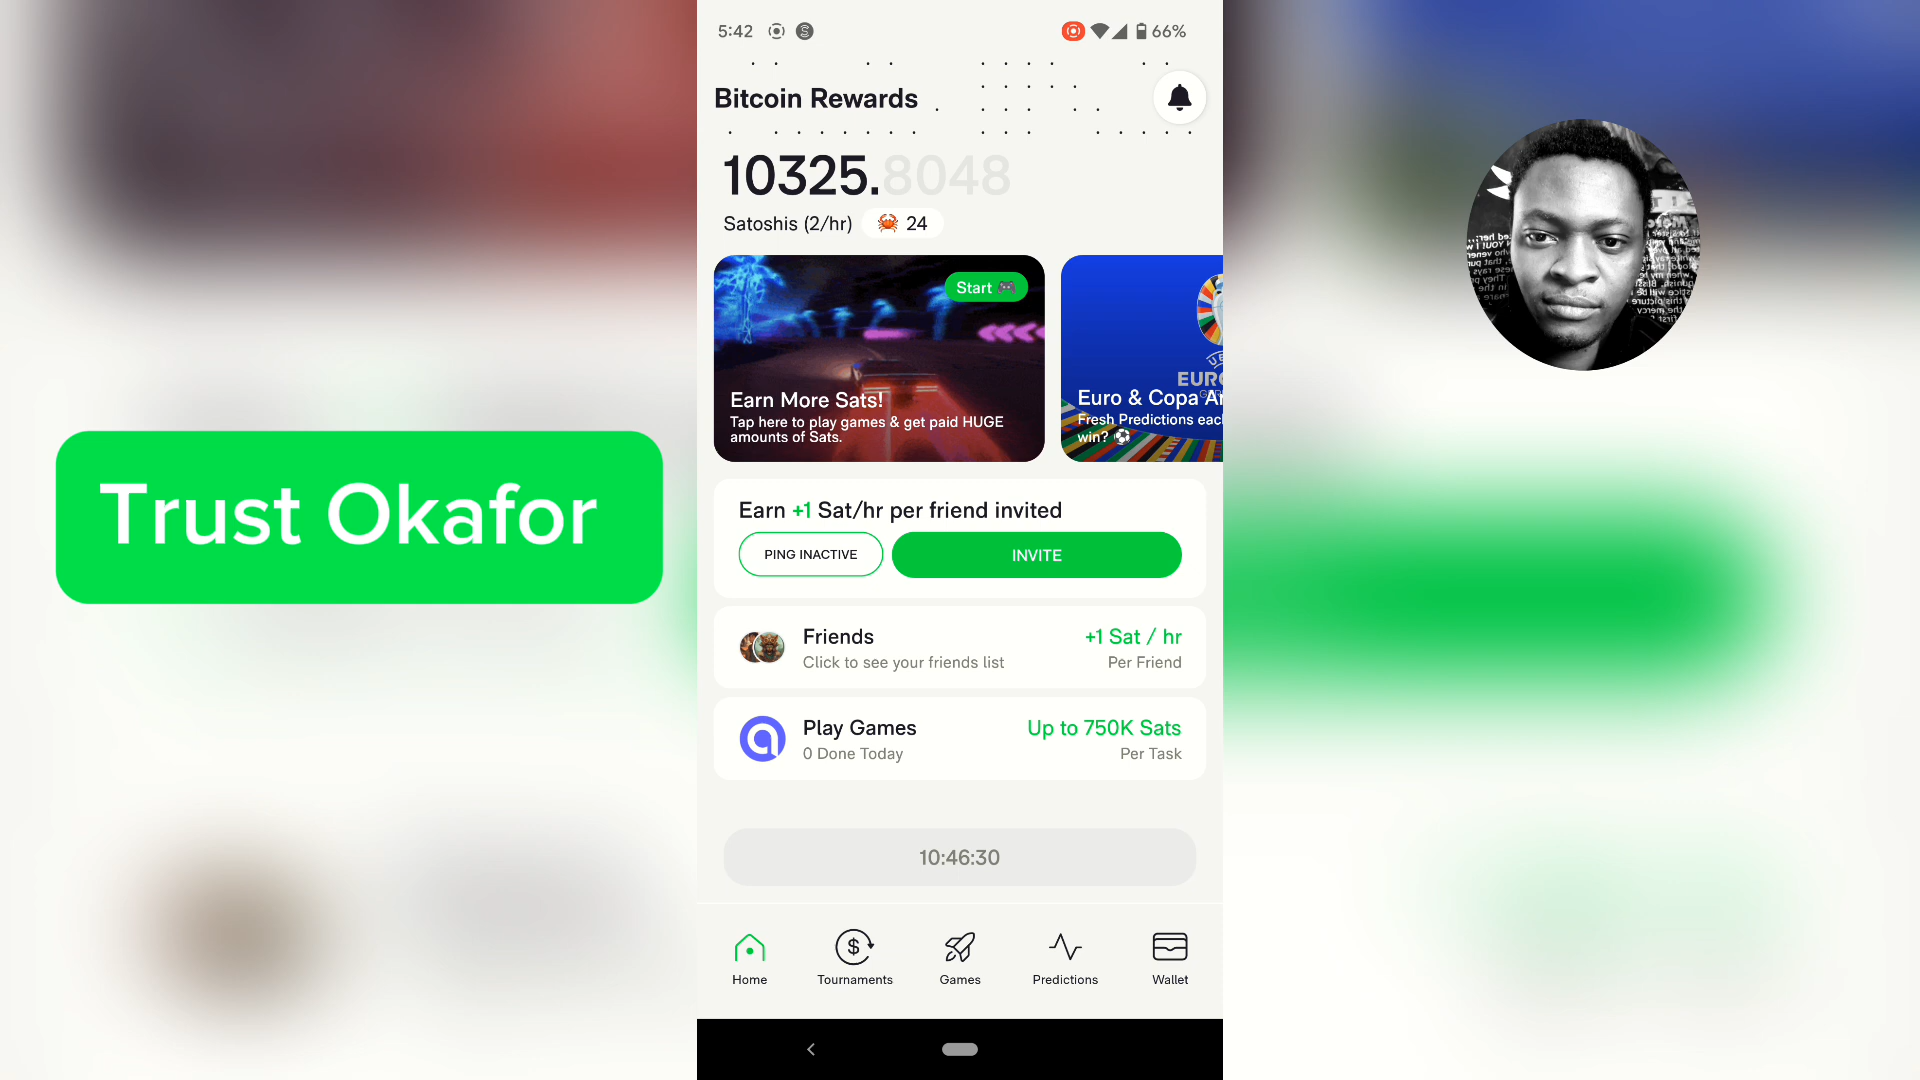 5:42
66%
Bitcoin Rewards
10325.8048
Satoshis (2/hr) 🦀 24
Start 🎮
Earn More Sats!
Tap here to play games & get paid HUGE
amounts of Sats.
EURO
Euro & Copa A
Fresh Predictions eac
win? ⚽
Trust Okafor
Earn +1 Sat/hr per friend invited
PING INACTIVE
INVITE
Friends
+1 Sat / hr
Click to see your friends list
Per Friend
Play Games
Up to 750K Sats
0 Done Today
Per Task
10:46:30
Home
Tournaments
Games
Predictions
Wallet